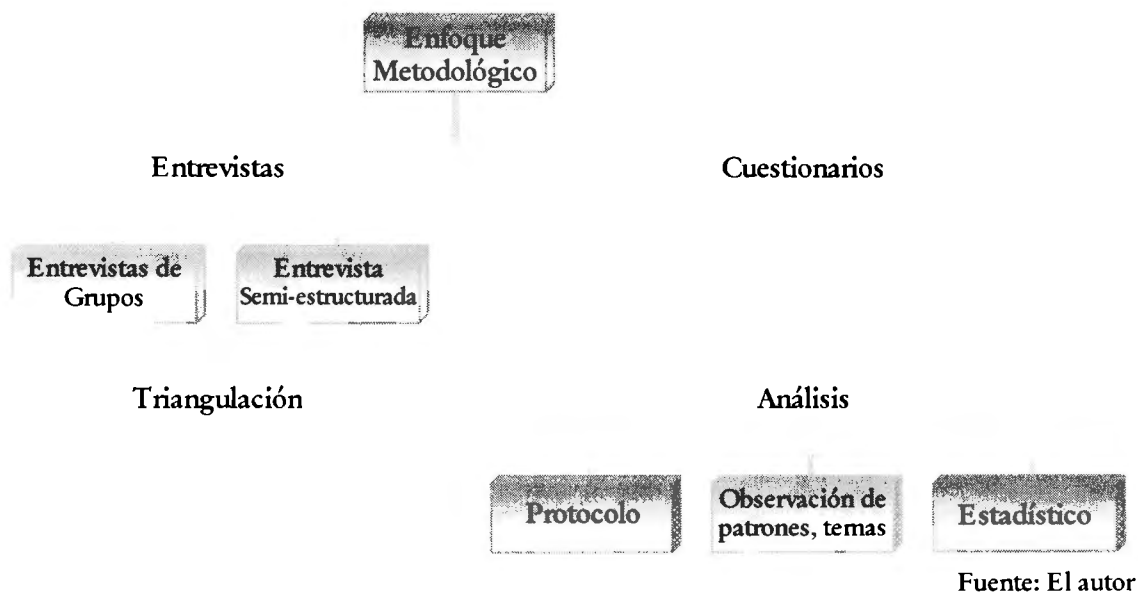 Enfoque
Metodológico
Entrevistas
Cuestionarios
Entrevistas de
Grupos
Entrevista
Semi-estructurada
Triangulación
Análisis
Protocolo
Observación de
patrones, temas
Estadístico
Fuente: El autor